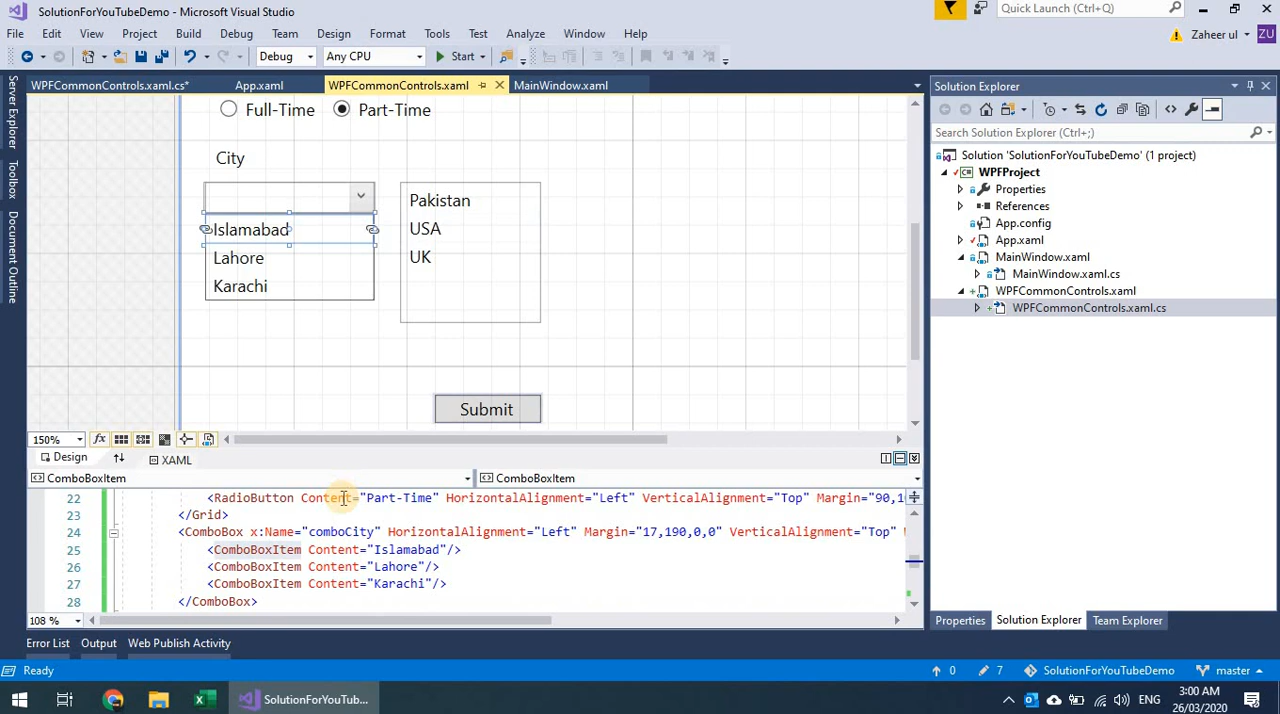 SolutionForYouTubeDemo - Microsoft Visual Studio
Quick Launch (Ctrl+Q)
File Edit View Project Build Debug Team Design Format Tools Test Analyze Window Help
Zaheer ul ZU
Debug Any CPU Start
WPFCommonControls.xaml.cs* App.xaml WPFCommonControls.xaml MainWindow.xaml
Server Explorer
Toolbox
Document Outline
Full-Time Part-Time
City
Islamabad
Lahore
Karachi
Pakistan
USA
UK
Submit
150%
Design XAML
ComboBoxItem ComboBoxItem
22 <RadioButton Content="Part-Time" HorizontalAlignment="Left" VerticalAlignment="Top" Margin="90,1
23 </Grid>
24 <ComboBox x:Name="comboCity" HorizontalAlignment="Left" Margin="17,190,0,0" VerticalAlignment="Top"
25 <ComboBoxItem Content="Islamabad"/>
26 <ComboBoxItem Content="Lahore"/>
27 <ComboBoxItem Content="Karachi"/>
28 </ComboBox>
108 %
Solution Explorer
Search Solution Explorer (Ctrl+;)
Solution 'SolutionForYouTubeDemo' (1 project)
WPFProject
Properties
References
App.config
App.xaml
MainWindow.xaml
MainWindow.xaml.cs
WPFCommonControls.xaml
WPFCommonControls.xaml.cs
Properties Solution Explorer Team Explorer
Error List Output Web Publish Activity
Ready 0 7 SolutionForYouTubeDemo master
SolutionForYouTub...
ENG
3:00 AM
26/03/2020